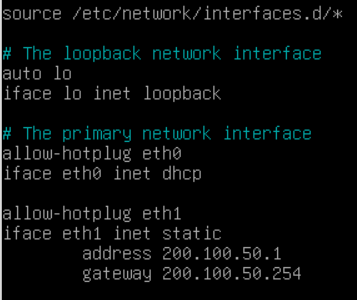 source /etc/network/interfaces.d/*
# The loopback network interface
auto lo
iface lo inet loopback
# The primary network interface
allow-hotplug eth0
iface eth0 inet dhcp
allow-hotplug eth1
iface eth1 inet static
address 200.100.50.1
gateway 200.100.50.254